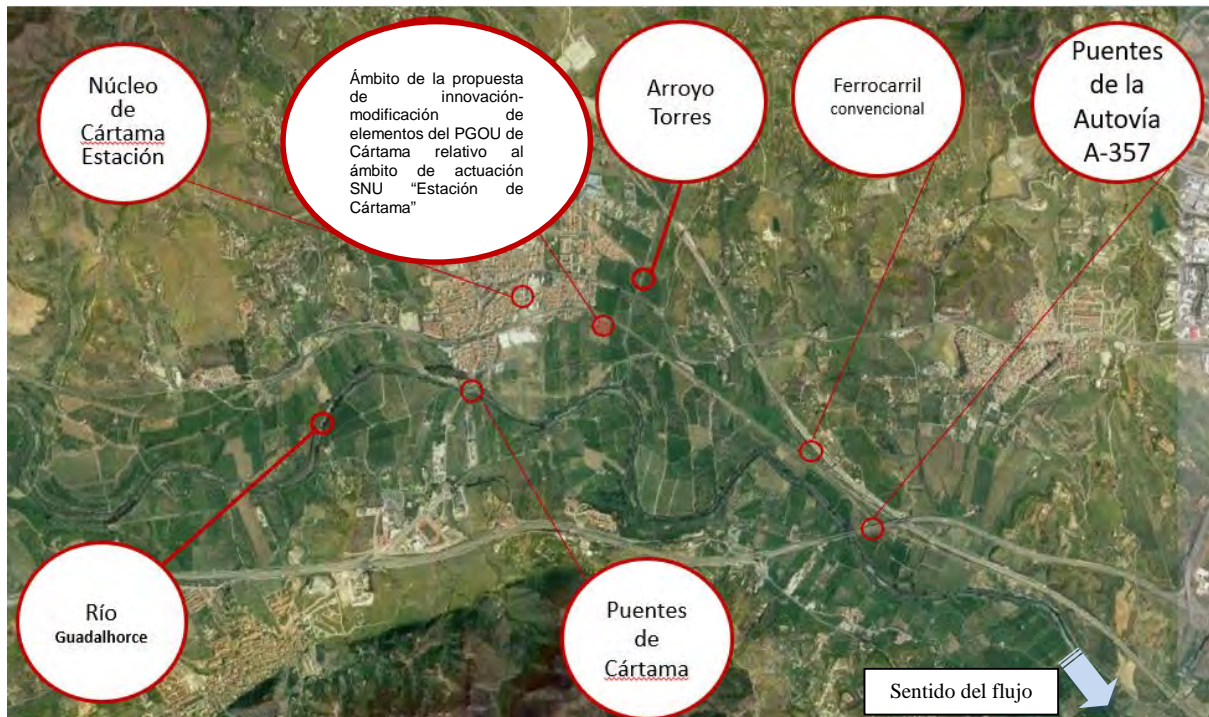 Núcleo
de
Cártama
Estación
Ámbito de la propuesta
de innovación-
modificación de
elementos del PGOU de
Cártama relativo al
ámbito de actuación
SNU "Estación de
Cártama"
Arroyo
Torres
Ferrocarril
convencional
Puentes
de la
Autovía
A-357
Río
Guadalhorce
Puentes
de
Cártama
Sentido del flujo